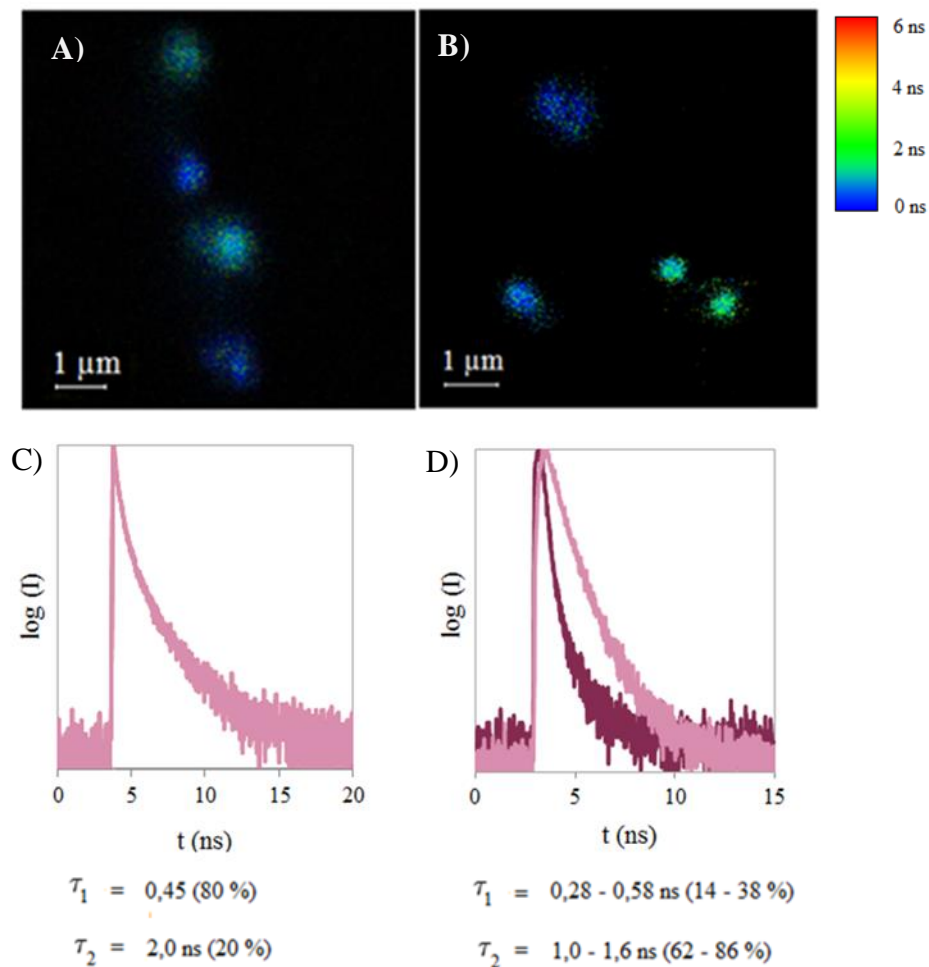 A)
B)
6 ns
4 ns
2 ns
0 ns
1 µm
1 µm
C)
D)
log (I)
log (I)
0 5 10 15 20
0 5 10 15
t (ns)
t (ns)
τ1 = 0,45 (80 %)
τ1 = 0,28 - 0,58 ns (14 - 38 %)
τ2 = 2,0 ns (20 %)
τ2 = 1,0 - 1,6 ns (62 - 86 %)